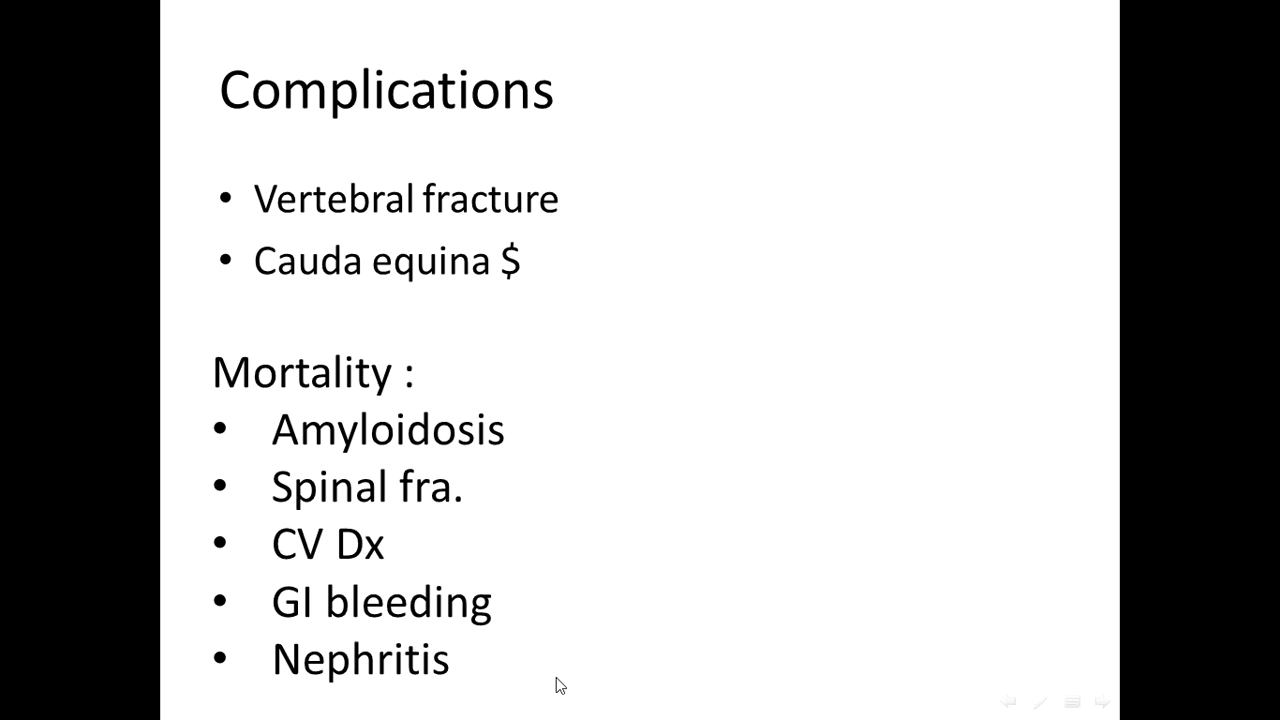 Complications
• Vertebral fracture
• Cauda equina $
Mortality :
• Amyloidosis
• Spinal fra.
• CV Dx
• GI bleeding
• Nephritis